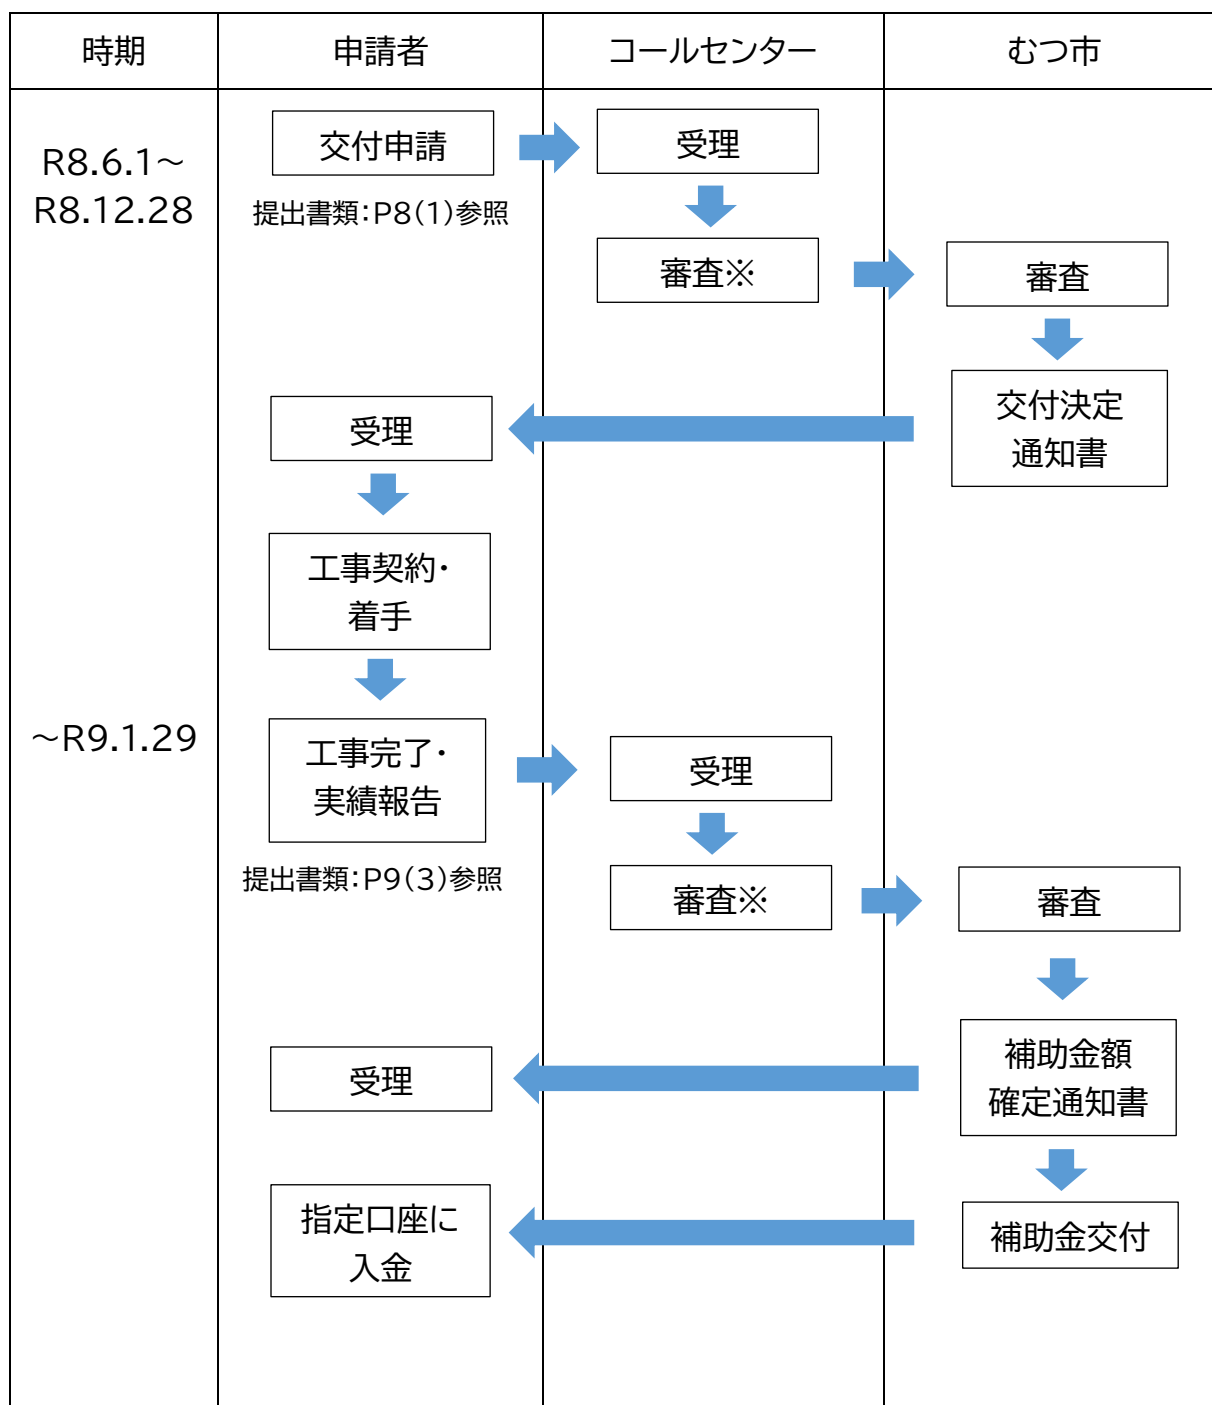 時期
申請者
コールセンター
むつ市
R8.6.1～
R8.12.28
交付申請
受理
提出書類：P8（1）参照
審査※
審査
交付決定
通知書
受理
工事契約・
着手
～R9.1.29
工事完了・
実績報告
受理
提出書類：P9（3）参照
審査※
審査
補助金額
確定通知書
受理
指定口座に
入金
補助金交付